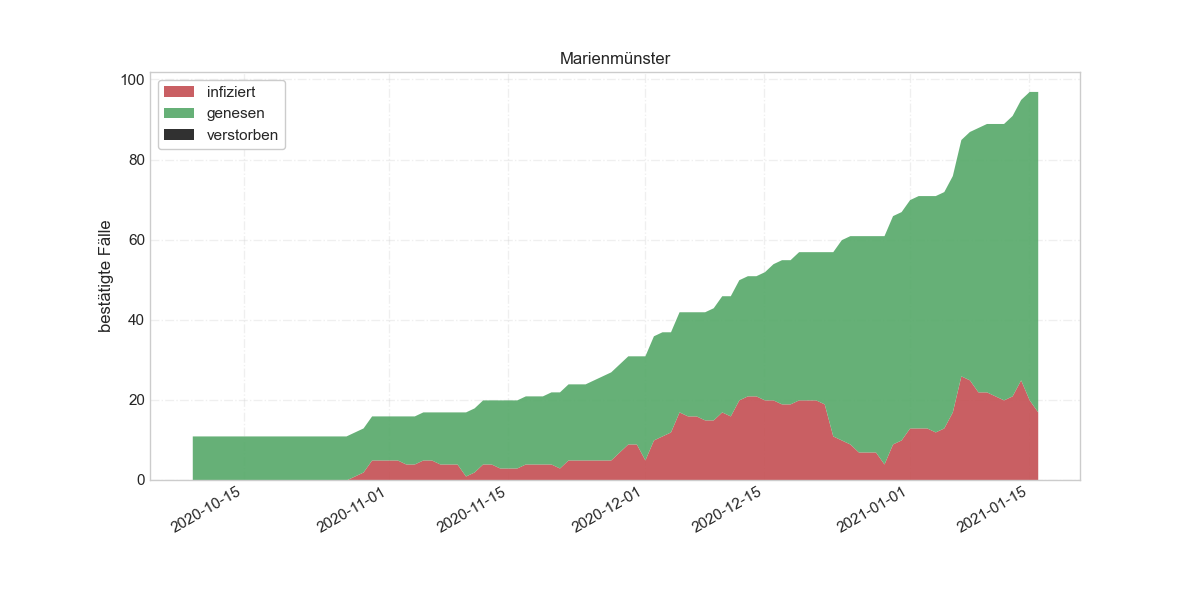 Marienmünster
infiziert
genesen
verstorben
bestätigte Fälle
100
80
60
40
20
0
2020-10-15
2020-11-01
2020-11-15
2020-12-01
2020-12-15
2021-01-01
2021-01-15